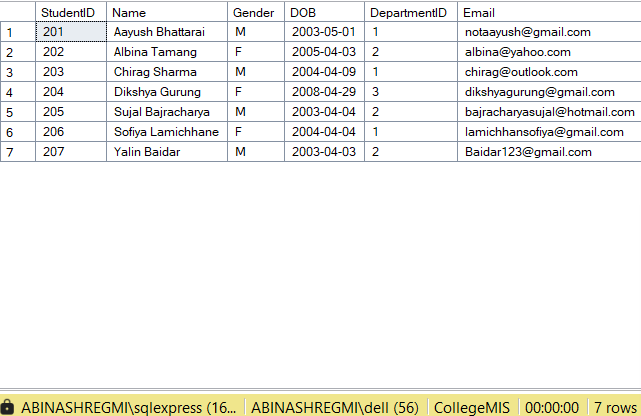 StudentID Name Gender DOB DepartmentID Email
1 201 Aayush Bhattarai M 2003-05-01 1 notaayush@gmail.com
2 202 Albina Tamang F 2005-04-03 2 albina@yahoo.com
3 203 Chirag Sharma M 2004-04-09 1 chirag@outlook.com
4 204 Dikshya Gurung F 2008-04-29 3 dikshyagurung@gmail.com
5 205 Sujal Bajracharya M 2003-04-04 2 bajracharyasujal@hotmail.com
6 206 Sofiya Lamichhane F 2004-04-04 1 lamichhansofiya@gmail.com
7 207 Yalin Baidar M 2003-04-03 2 Baidar123@gmail.com
ABINASHREGMI\sqlexpress (16... ABINASHREGMI\dell (56) CollegeMIS 00:00:00 7 rows